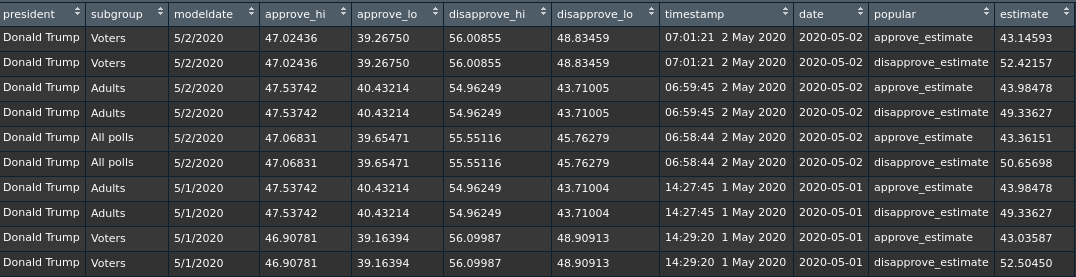 president subgroup modeldate approve_hi approve_lo disapprove_hi disapprove_lo timestamp date popular estimate
Donald Trump Voters 5/2/2020 47.02436 39.26750 56.00855 48.83459 07:01:21 2 May 2020 2020-05-02 approve_estimate 43.14593
Donald Trump Voters 5/2/2020 47.02436 39.26750 56.00855 48.83459 07:01:21 2 May 2020 2020-05-02 disapprove_estimate 52.42157
Donald Trump Adults 5/2/2020 47.53742 40.43214 54.96249 43.71005 06:59:45 2 May 2020 2020-05-02 approve_estimate 43.98478
Donald Trump Adults 5/2/2020 47.53742 40.43214 54.96249 43.71005 06:59:45 2 May 2020 2020-05-02 disapprove_estimate 49.33627
Donald Trump All polls 5/2/2020 47.06831 39.65471 55.55116 45.76279 06:58:44 2 May 2020 2020-05-02 approve_estimate 43.36151
Donald Trump All polls 5/2/2020 47.06831 39.65471 55.55116 45.76279 06:58:44 2 May 2020 2020-05-02 disapprove_estimate 50.65698
Donald Trump Adults 5/1/2020 47.53742 40.43214 54.96249 43.71004 14:27:45 1 May 2020 2020-05-01 approve_estimate 43.98478
Donald Trump Adults 5/1/2020 47.53742 40.43214 54.96249 43.71004 14:27:45 1 May 2020 2020-05-01 disapprove_estimate 49.33627
Donald Trump Voters 5/1/2020 46.90781 39.16394 56.09987 48.90913 14:29:20 1 May 2020 2020-05-01 approve_estimate 43.03587
Donald Trump Voters 5/1/2020 46.90781 39.16394 56.09987 48.90913 14:29:20 1 May 2020 2020-05-01 disapprove_estimate 52.50450